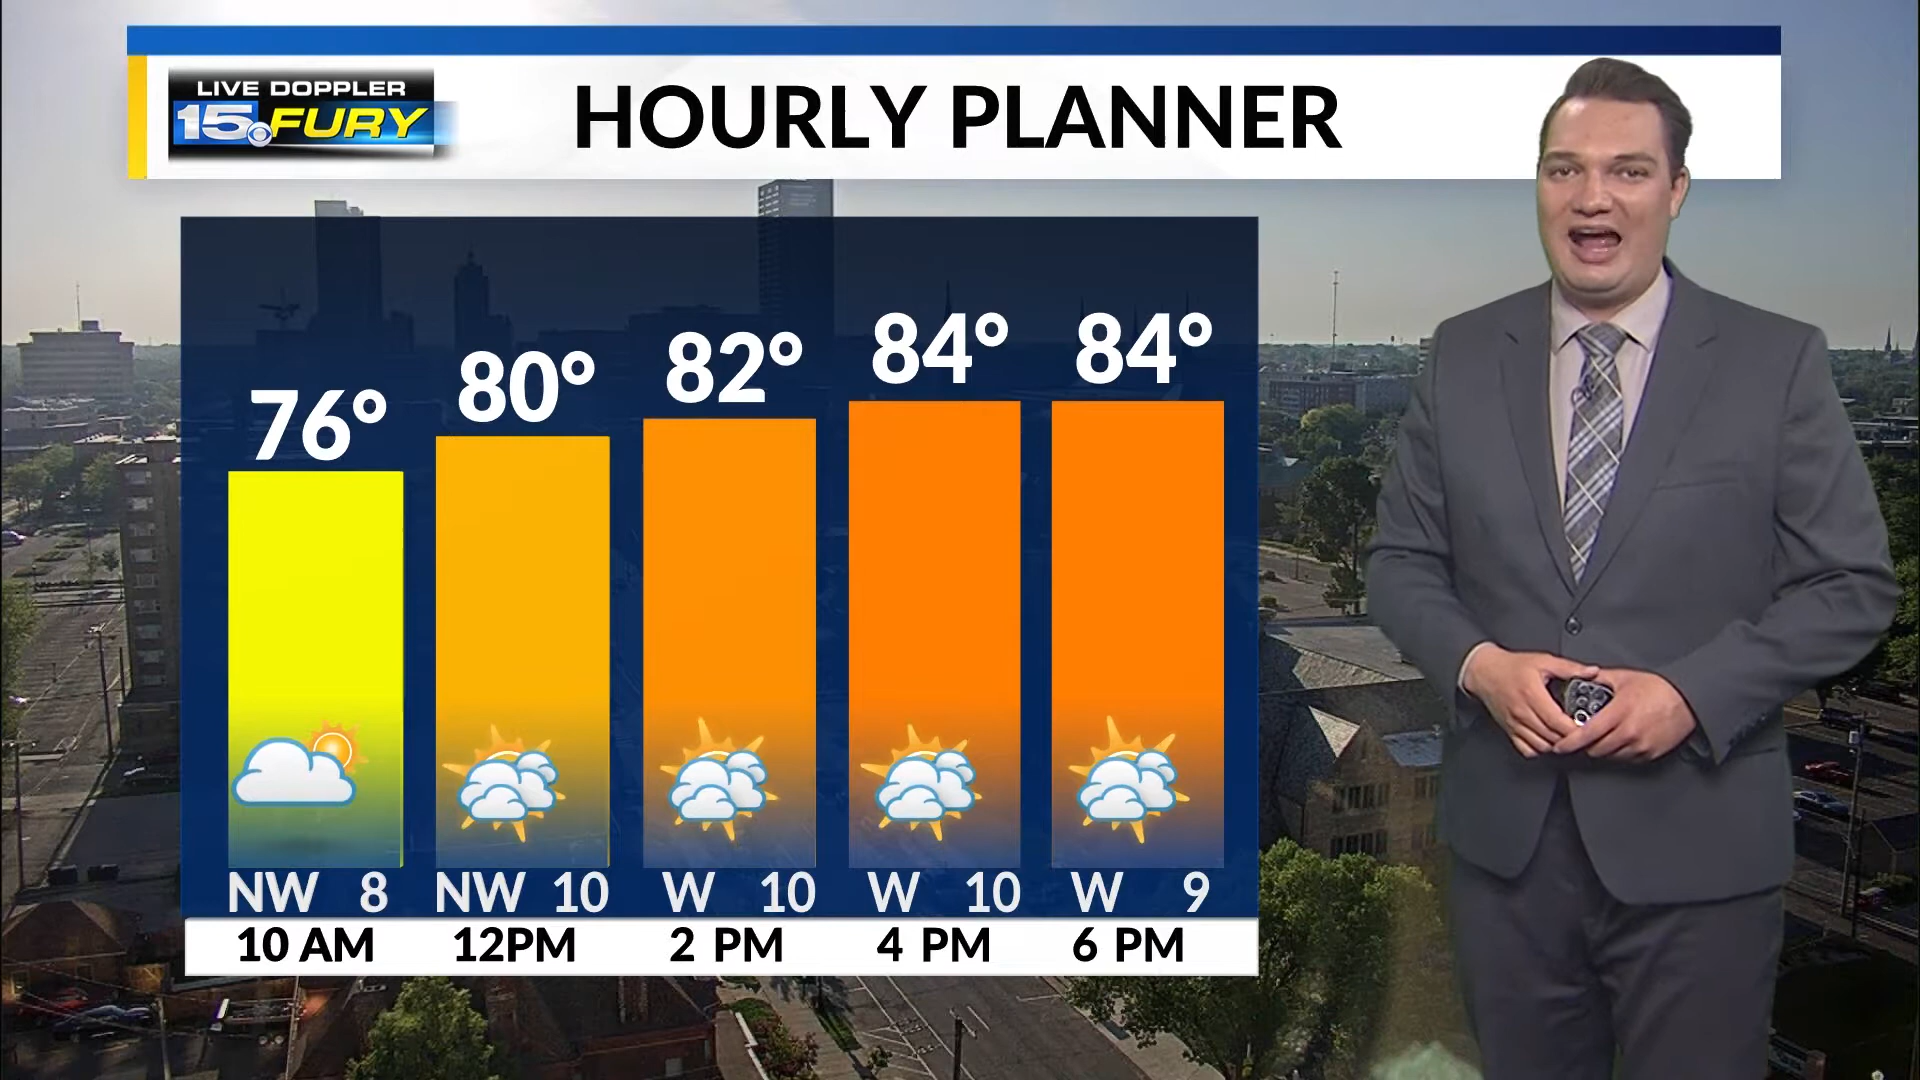 LIVE DOPPLER
15 FURY
HOURLY PLANNER
76° 80° 82° 84° 84°
NW 8 NW 10 W 10 W 10 W 9
10 AM 12PM 2 PM 4 PM 6 PM